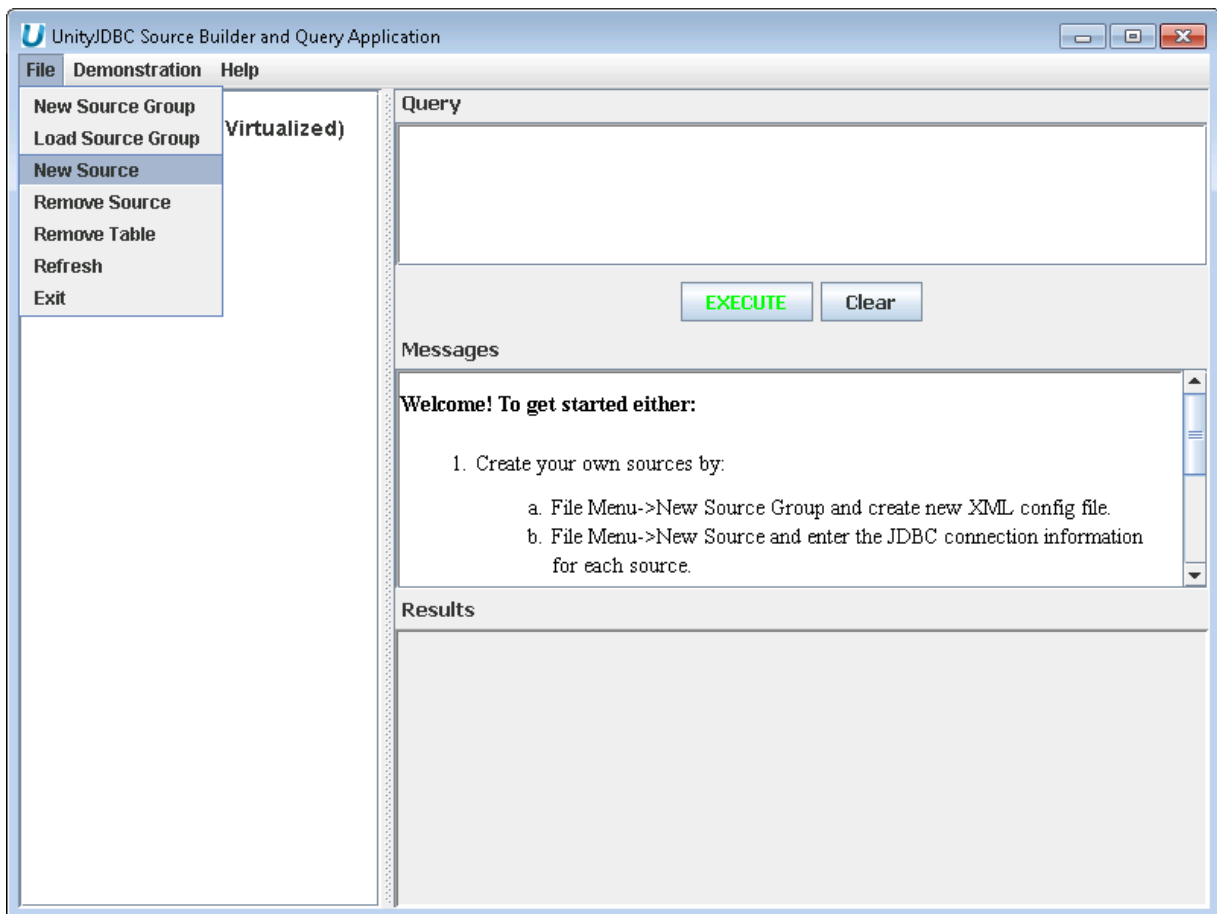 UnityJDBC Source Builder and Query Application
File Demonstration Help
New Source Group
Load Source Group
New Source
Remove Source
Remove Table
Refresh
Exit
Virtualized)
Query
EXECUTE Clear
Messages
Welcome! To get started either:
1. Create your own sources by:
a. File Menu->New Source Group and create new XML config file.
b. File Menu->New Source and enter the JDBC connection information
for each source.
Results